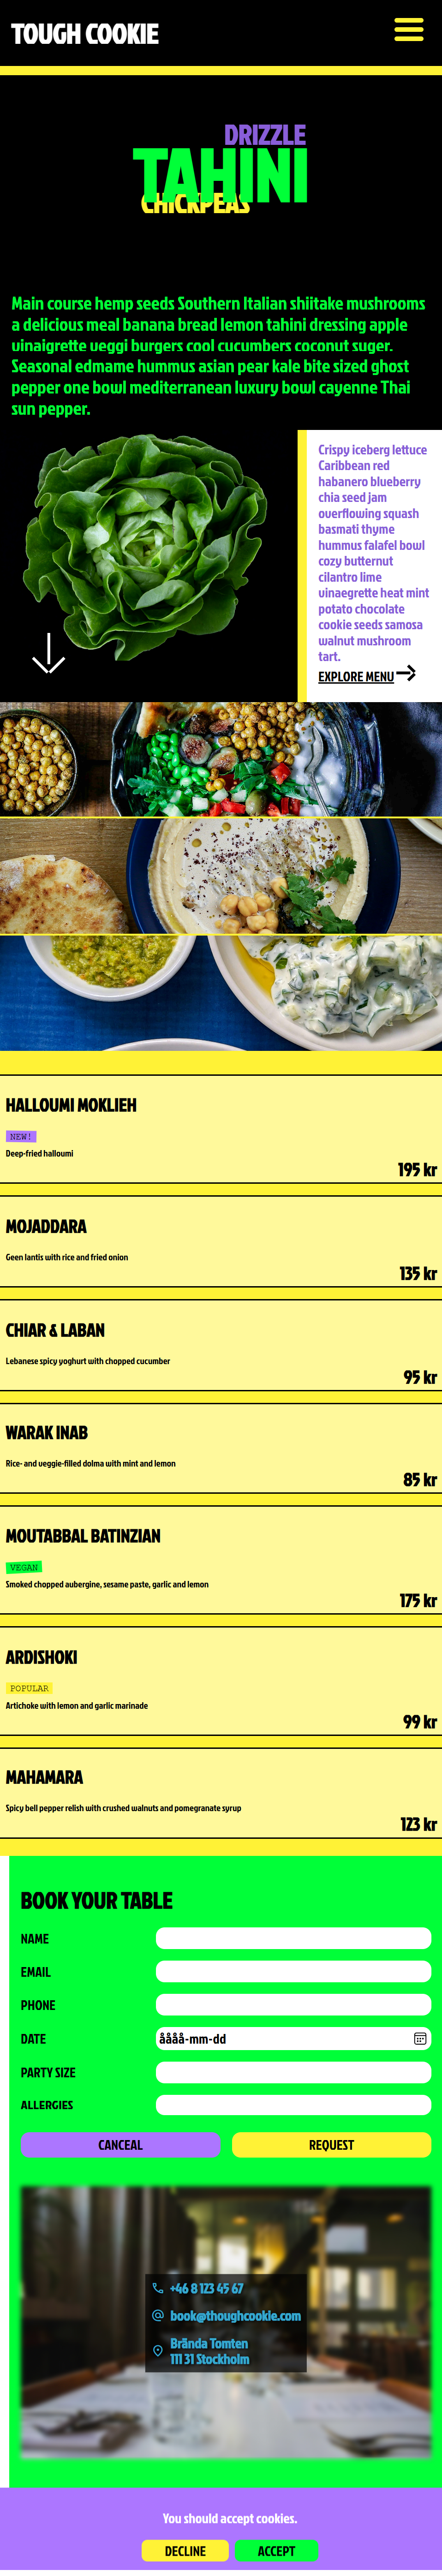 TOUGH COOKIE
DRIZZLE
TAHINI
CHICKPEAS
Main course hemp seeds Southern Italian shiitake mushrooms
a delicious meal banana bread lemon tahini dressing apple
vinaigrette veggi burgers cool cucumbers coconut sugar.
Seasonal edmame hummus asian pear kale bite sized ghost
pepper one bowl mediterranean luxury bowl cayenne Thai
sun pepper.
Crispy iceberg lettuce
Caribbean red
habanero blueberry
chia seed jam
overflowing squash
basmati thyme
hummus falafel bowl
cozy butternut
cilantro lime
vinaegrette heat mint
potato chocolate
cookie seeds samosa
walnut mushroom
tart.
EXPLORE MENU
HALLOUMI MOKLIEH
NEW!
Deep-fried halloumi
195 kr
MOJADDARA
Geen lantis with rice and fried onion
135 kr
CHIAR & LABAN
Lebanese spicy yoghurt with chopped cucumber
95 kr
WARAK INAB
Rice- and veggie-filled dolma with mint and lemon
85 kr
MOUTABBAL BATINZIAN
VEGAN
Smoked chopped aubergine, sesame paste, garlic and lemon
175 kr
ARDISHOKI
POPULAR
Artichoke with lemon and garlic marinade
99 kr
MAHAMARA
Spicy bell pepper relish with crushed walnuts and pomegranate syrup
123 kr
BOOK YOUR TABLE
NAME
EMAIL
PHONE
DATE
åååå-mm-dd
PARTY SIZE
ALLERGIES
CANCEAL
REQUEST
+46 8 123 45 67
book@thoughcookie.com
Brända Tomten
111 31 Stockholm
You should accept cookies.
DECLINE
ACCEPT